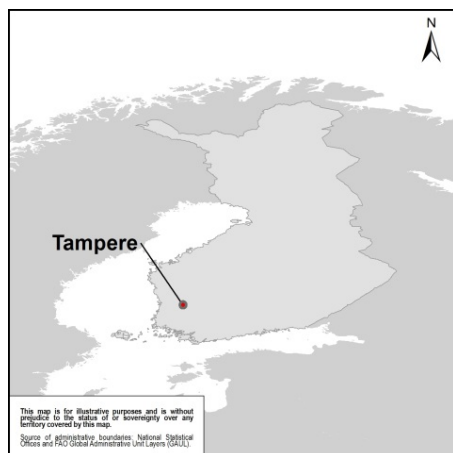 N
Tampere
This map is for illustrative purposes and is without
prejudice to the status of or sovereignty over any
territory covered by this map.
Source of administrative boundaries: National Statistical
Offices and FAO Global Administrative Unit Layers (GAUL).